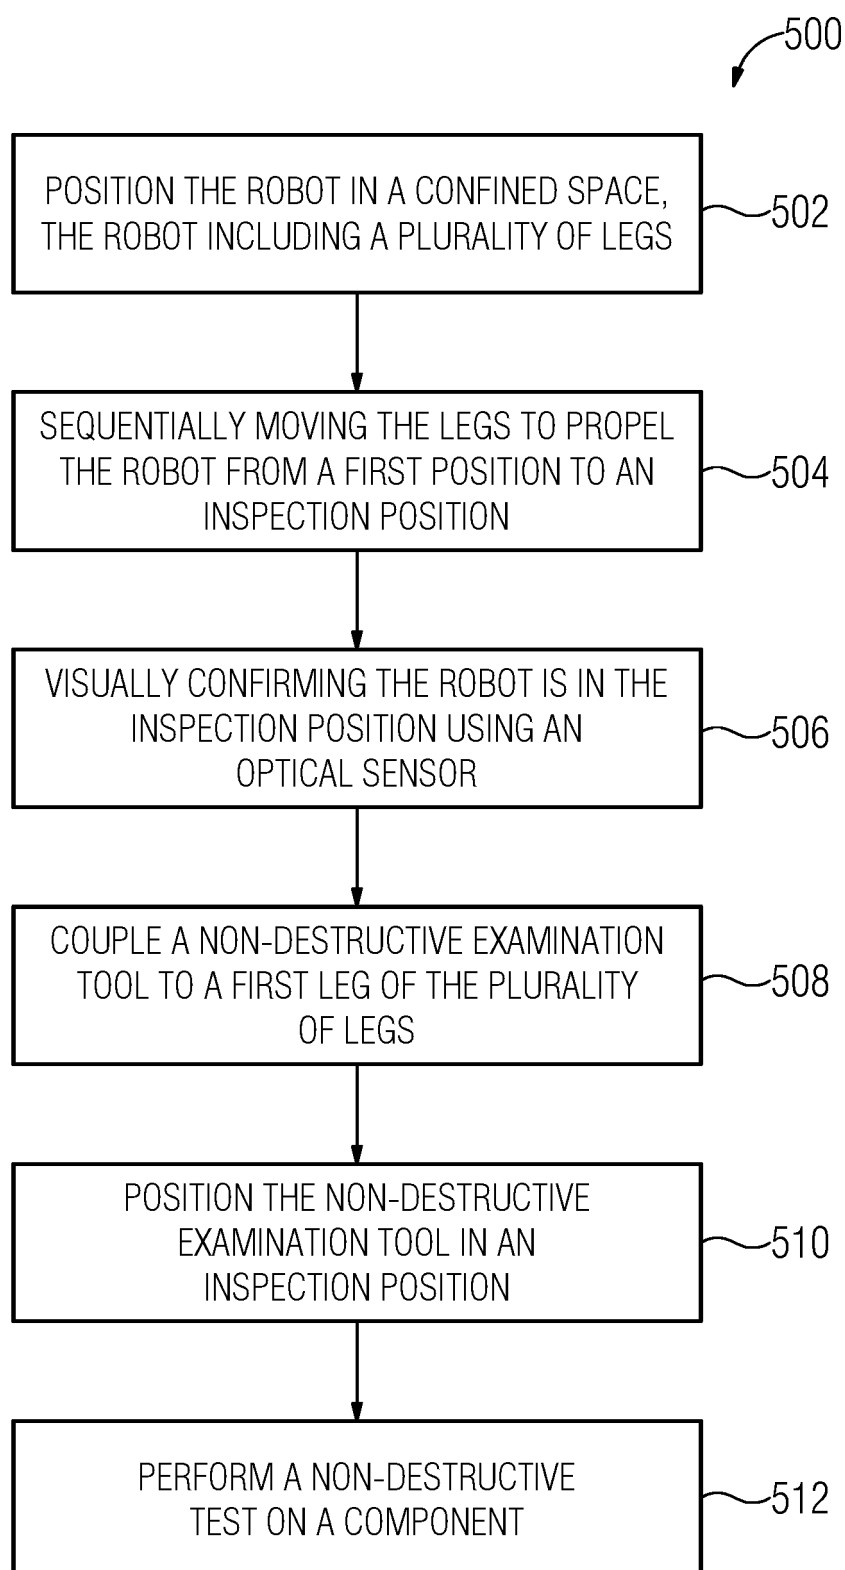 500
POSITION THE ROBOT IN A CONFINED SPACE,
THE ROBOT INCLUDING A PLURALITY OF LEGS
502
SEQUENTIALLY MOVING THE LEGS TO PROPEL
THE ROBOT FROM A FIRST POSITION TO AN
INSPECTION POSITION
504
VISUALLY CONFIRMING THE ROBOT IS IN THE
INSPECTION POSITION USING AN
OPTICAL SENSOR
506
COUPLE A NON-DESTRUCTIVE EXAMINATION
TOOL TO A FIRST LEG OF THE PLURALITY
OF LEGS
508
POSITION THE NON-DESTRUCTIVE
EXAMINATION TOOL IN AN
INSPECTION POSITION
510
PERFORM A NON-DESTRUCTIVE
TEST ON A COMPONENT
512